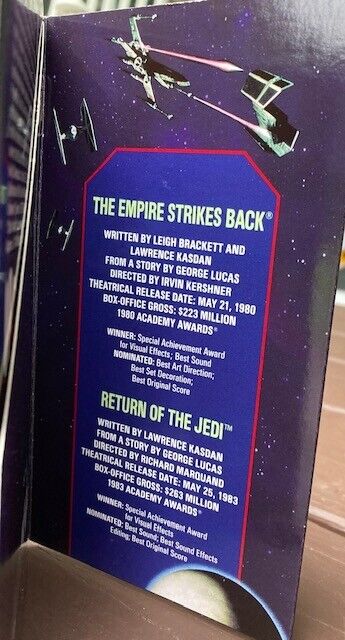 THE EMPIRE STRIKES BACK®
WRITTEN BY LEIGH BRACKETT AND
LAWRENCE KASDAN
FROM A STORY BY GEORGE LUCAS
DIRECTED BY IRVIN KERSHNER
THEATRICAL RELEASE DATE: MAY 21, 1980
BOX-OFFICE GROSS: $223 MILLION
1980 ACADEMY AWARDS®
WINNER: Special Achievement Award
for Visual Effects; Best Sound
NOMINATED: Best Art Direction;
Best Set Decoration;
Best Original Score
RETURN OF THE JEDI™
WRITTEN BY LAWRENCE KASDAN
FROM A STORY BY GEORGE LUCAS
DIRECTED BY RICHARD MARQUAND
THEATRICAL RELEASE DATE: MAY 25, 1983
BOX-OFFICE GROSS: $263 MILLION
1983 ACADEMY AWARDS®
WINNER: Special Achievement Award
for Visual Effects
NOMINATED: Best Sound; Best Sound Effects
Editing; Best Original Score